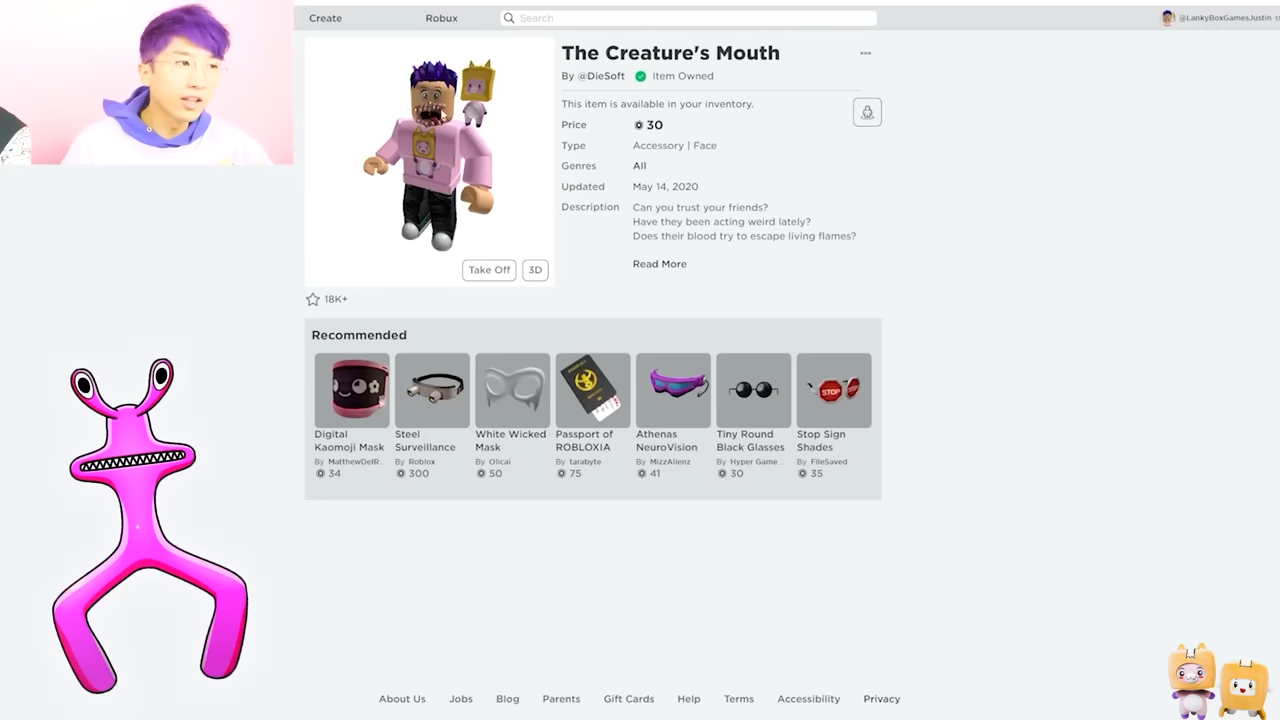 Create
Robux
Search
@LankyBoxGamesJustin
The Creature's Mouth
By @DieSoft
Item Owned
This item is available in your inventory.
Price
30
Type
Accessory | Face
Genres
All
Updated
May 14, 2020
Description
Can you trust your friends?
Have they been acting weird lately?
Does their blood try to escape living flames?
Read More
Take Off
3D
18K+
Recommended
Digital
Kaomoji Mask
By MatthewDelR...
34
Steel
Surveillance
By Roblox
300
White Wicked
Mask
By Olicai
50
PASSPORT
Passport of
ROBLOXIA
By tarabyte
75
Athenas
NeuroVision
By MizzAlienz
41
Tiny Round
Black Glasses
By Hyper Game ...
30
STOP
Stop Sign
Shades
By FileSaved
35
About Us
Jobs
Blog
Parents
Gift Cards
Help
Terms
Accessibility
Privacy